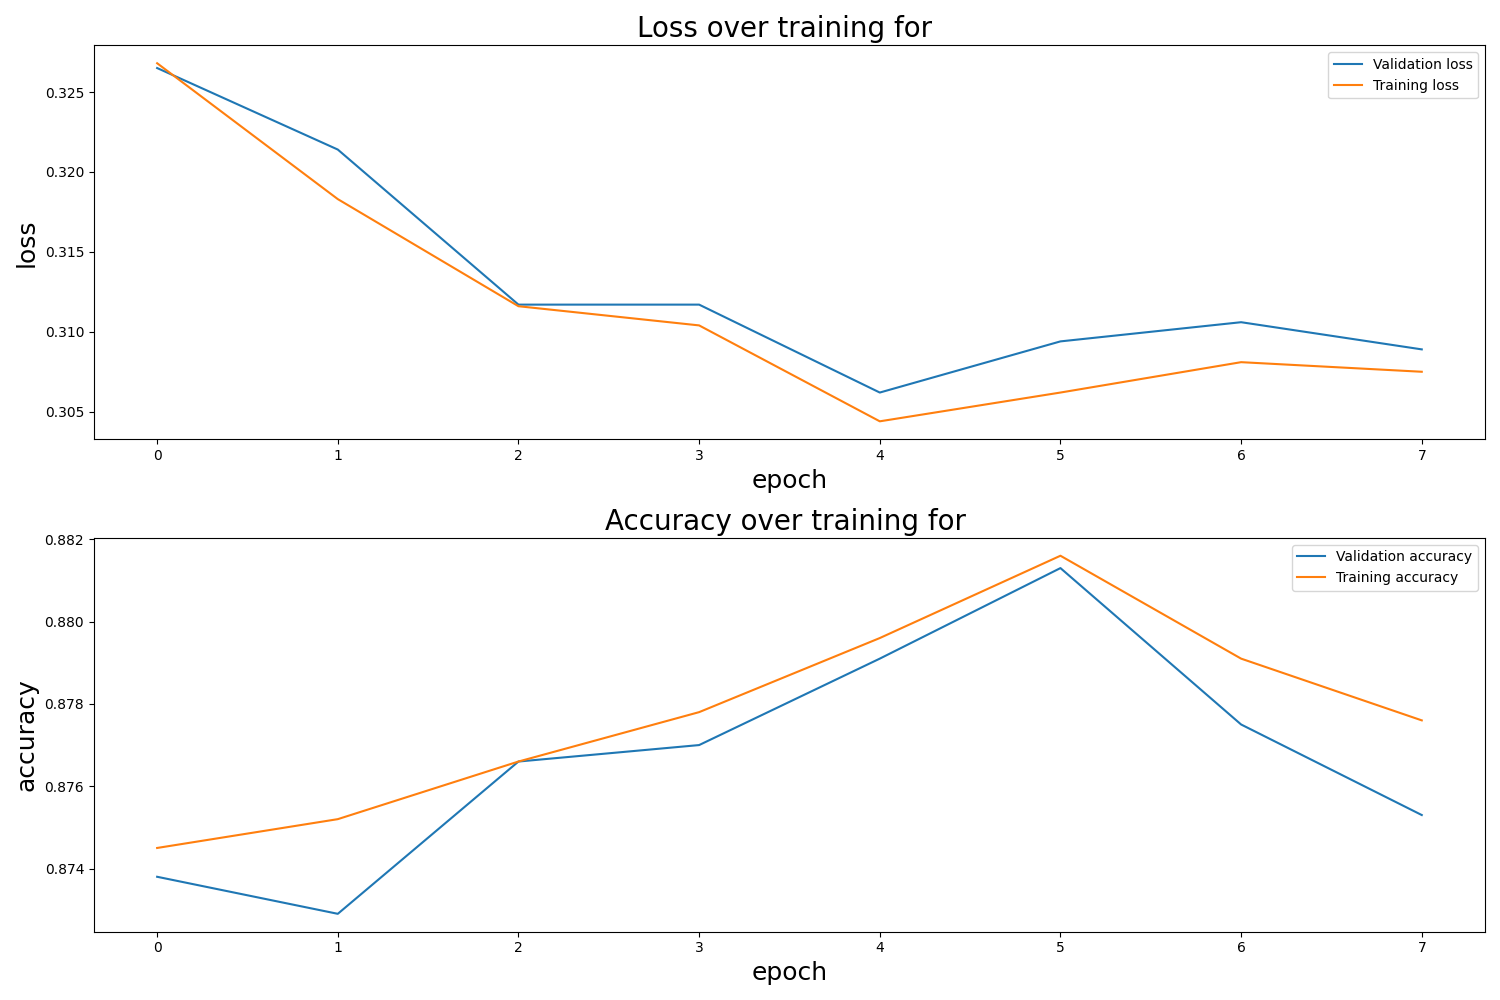 Loss over training for
Validation loss
Training loss
0.325
0.320
0.315
0.310
0.305
loss
0 1 2 3 4 5 6 7
epoch
Accuracy over training for
Validation accuracy
Training accuracy
0.882
0.880
0.878
0.876
0.874
accuracy
0 1 2 3 4 5 6 7
epoch